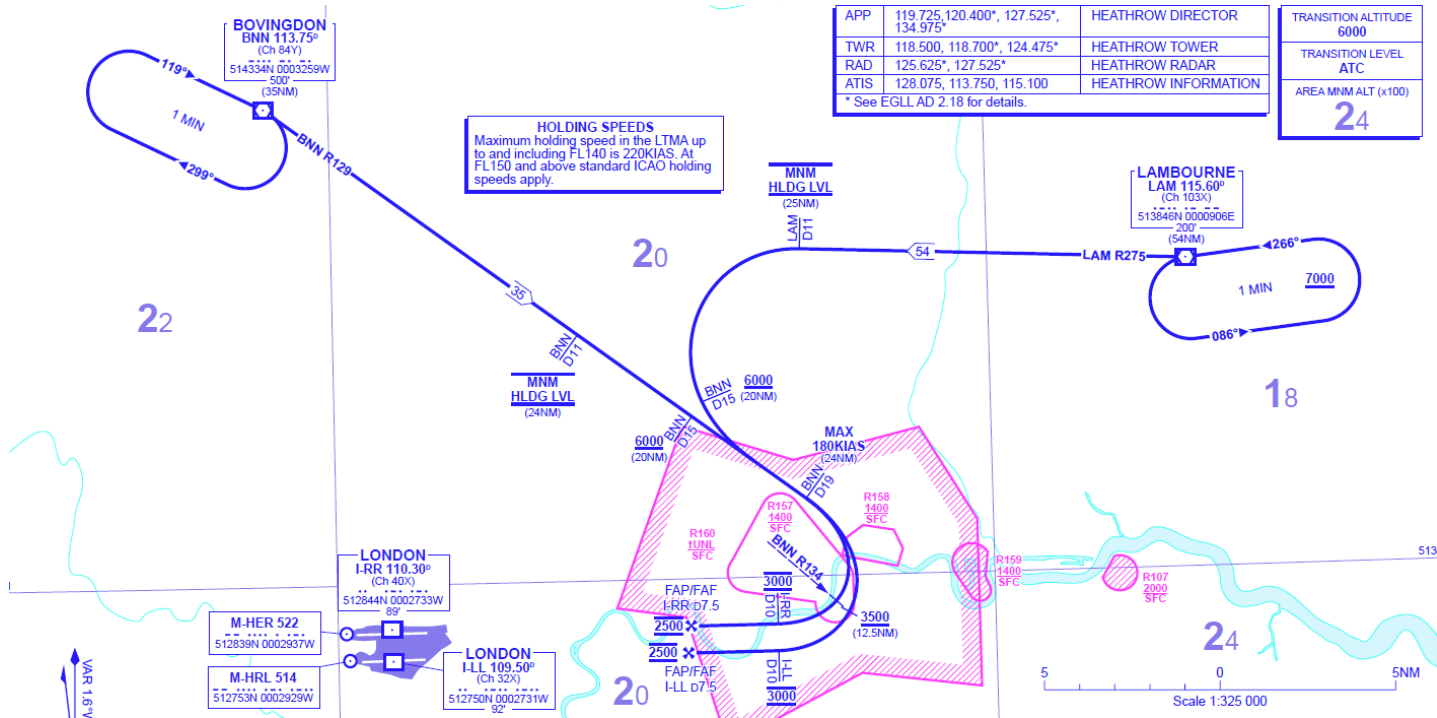 BOVINGDON
BNN 113.75ᴰ
(Ch 84Y)
514334N 0003259W
500'
(35NM)
119°
1 MIN
299°
BNN R129
HOLDING SPEEDS
Maximum holding speed in the LTMA up
to and including FL140 is 220KIAS. At
FL150 and above standard ICAO holding
speeds apply.
APP 119.725,120.400*, 127.525*, 134.975* HEATHROW DIRECTOR
TWR 118.500, 118.700*, 124.475* HEATHROW TOWER
RAD 125.625*, 127.525* HEATHROW RADAR
ATIS 128.075, 113.750, 115.100 HEATHROW INFORMATION
* See EGLL AD 2.18 for details.
TRANSITION ALTITUDE
6000
TRANSITION LEVEL
ATC
AREA MNM ALT (x100)
24
MNM
HLDG LVL
(25NM)
LAM
D11
54
LAM R275
LAMBOURNE
LAM 115.60ᴰ
(Ch 103X)
513846N 0000906E
200'
(54NM)
266°
1 MIN
7000
086°
20
22
18
35
BNN
D11
MNM
HLDG LVL
(24NM)
BNN
D15
6000
(20NM)
6000
(20NM)
BNN
D15
MAX
180KIAS
(24NM)
BNN
D19
R157
1400
SFC
R158
1400
SFC
R160
†UNL
SFC
R159
1400
SFC
R107
2000
SFC
513
BNN R134
3000
I-RR
D10
3500
(12.5NM)
FAP/FAF
I-RR D7.5
2500
2500
FAP/FAF
I-LL D7.5
I-LL
D10
3000
LONDON
I-RR 110.30ᴰ
(Ch 40X)
512844N 0002733W
89'
M-HER 522
512839N 0002937W
M-HRL 514
512753N 0002929W
LONDON
I-LL 109.50ᴰ
(Ch 32X)
512750N 0002731W
92'
20
24
VAR 1.6°W
5 0 5NM
Scale 1:325 000